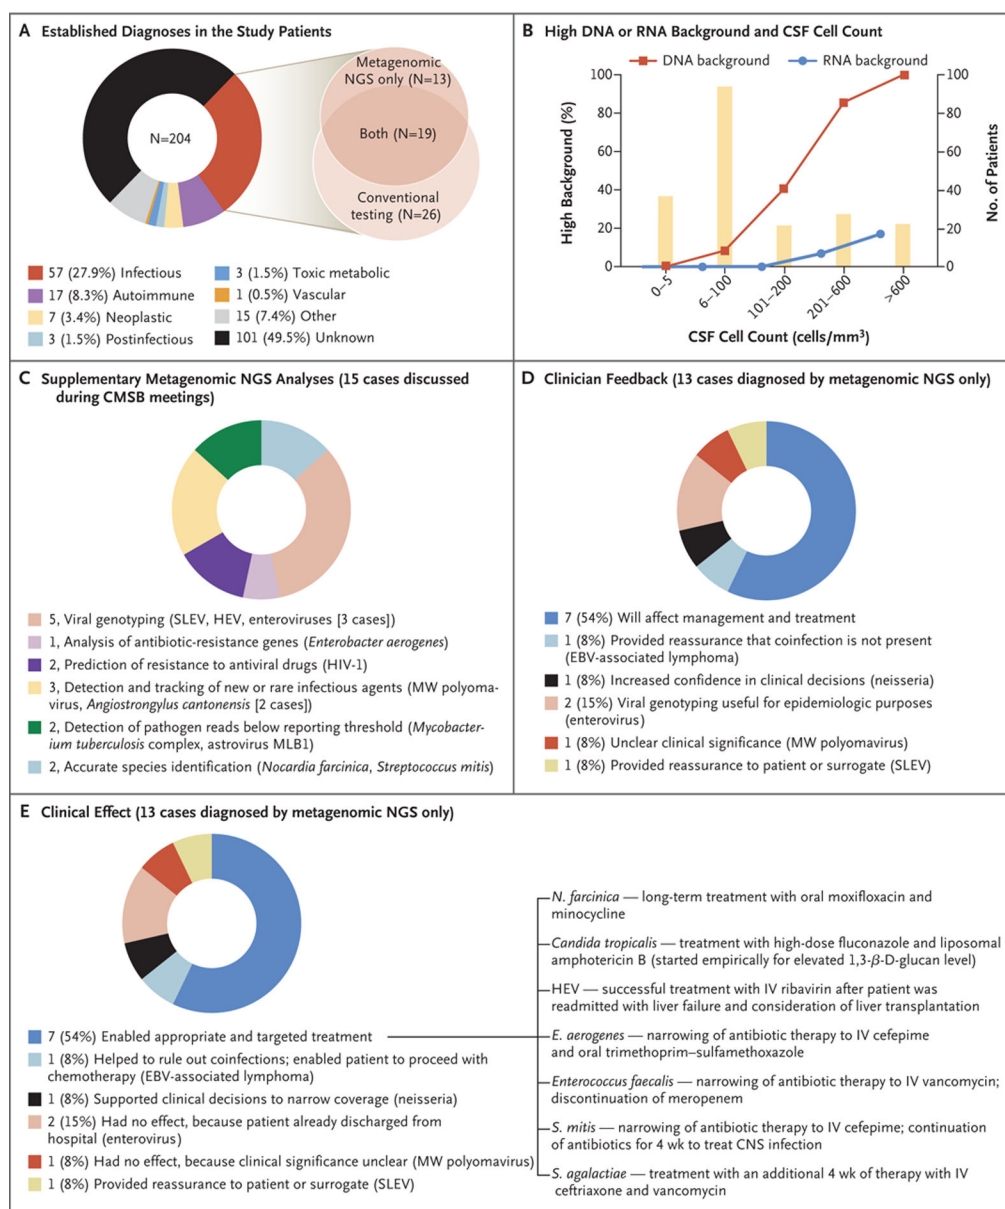 A Established Diagnoses in the Study Patients
N=204
Metagenomic
NGS only (N=13)
Both (N=19)
Conventional
testing (N=26)
57 (27.9%) Infectious
17 (8.3%) Autoimmune
7 (3.4%) Neoplastic
3 (1.5%) Postinfectious
3 (1.5%) Toxic metabolic
1 (0.5%) Vascular
15 (7.4%) Other
101 (49.5%) Unknown
B High DNA or RNA Background and CSF Cell Count
DNA background
RNA background
High Background (%)
100
80
60
40
20
0
100
80
60
40
20
0
No. of Patients
0–5
6–100
101–200
201–600
>600
CSF Cell Count (cells/mm³)
C Supplementary Metagenomic NGS Analyses (15 cases discussed
during CMSB meetings)
5, Viral genotyping (SLEV, HEV, enteroviruses [3 cases])
1, Analysis of antibiotic-resistance genes (Enterobacter aerogenes)
2, Prediction of resistance to antiviral drugs (HIV-1)
3, Detection and tracking of new or rare infectious agents (MW polyoma-
virus, Angiostrongylus cantonensis [2 cases])
2, Detection of pathogen reads below reporting threshold (Mycobacter-
ium tuberculosis complex, astrovirus MLB1)
2, Accurate species identification (Nocardia farcinica, Streptococcus mitis)
D Clinician Feedback (13 cases diagnosed by metagenomic NGS only)
7 (54%) Will affect management and treatment
1 (8%) Provided reassurance that coinfection is not present
(EBV-associated lymphoma)
1 (8%) Increased confidence in clinical decisions (neisseria)
2 (15%) Viral genotyping useful for epidemiologic purposes
(enterovirus)
1 (8%) Unclear clinical significance (MW polyomavirus)
1 (8%) Provided reassurance to patient or surrogate (SLEV)
E Clinical Effect (13 cases diagnosed by metagenomic NGS only)
7 (54%) Enabled appropriate and targeted treatment
1 (8%) Helped to rule out coinfections; enabled patient to proceed with
chemotherapy (EBV-associated lymphoma)
1 (8%) Supported clinical decisions to narrow coverage (neisseria)
2 (15%) Had no effect, because patient already discharged from
hospital (enterovirus)
1 (8%) Had no effect, because clinical significance unclear (MW polyomavirus)
1 (8%) Provided reassurance to patient or surrogate (SLEV)
N. farcinica — long-term treatment with oral moxifloxacin and
minocycline
Candida tropicalis — treatment with high-dose fluconazole and liposomal
amphotericin B (started empirically for elevated 1,3-β-D-glucan level)
HEV — successful treatment with IV ribavirin after patient was
readmitted with liver failure and consideration of liver transplantation
E. aerogenes — narrowing of antibiotic therapy to IV cefepime
and oral trimethoprim–sulfamethoxazole
Enterococcus faecalis — narrowing of antibiotic therapy to IV vancomycin;
discontinuation of meropenem
S. mitis — narrowing of antibiotic therapy to IV cefepime; continuation
of antibiotics for 4 wk to treat CNS infection
S. agalactiae — treatment with an additional 4 wk of therapy with IV
ceftriaxone and vancomycin